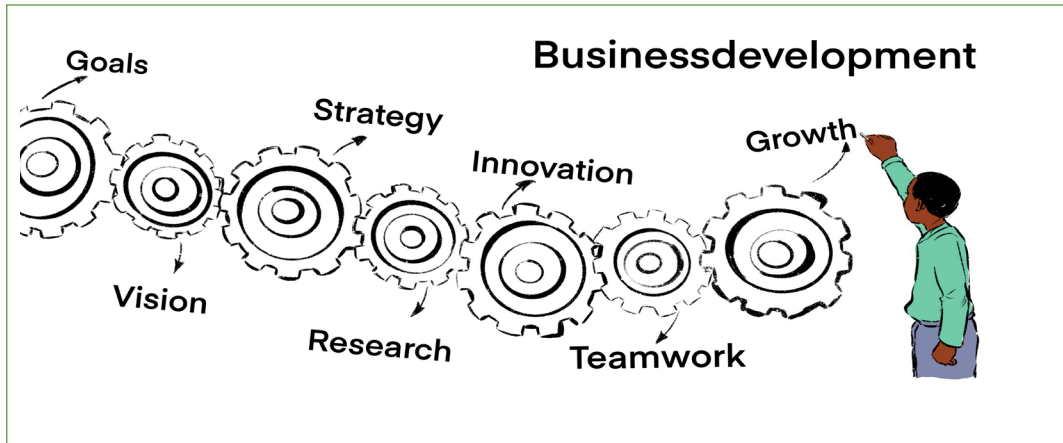 Businessdevelopment
Goals
Vision
Strategy
Research
Innovation
Teamwork
Growth